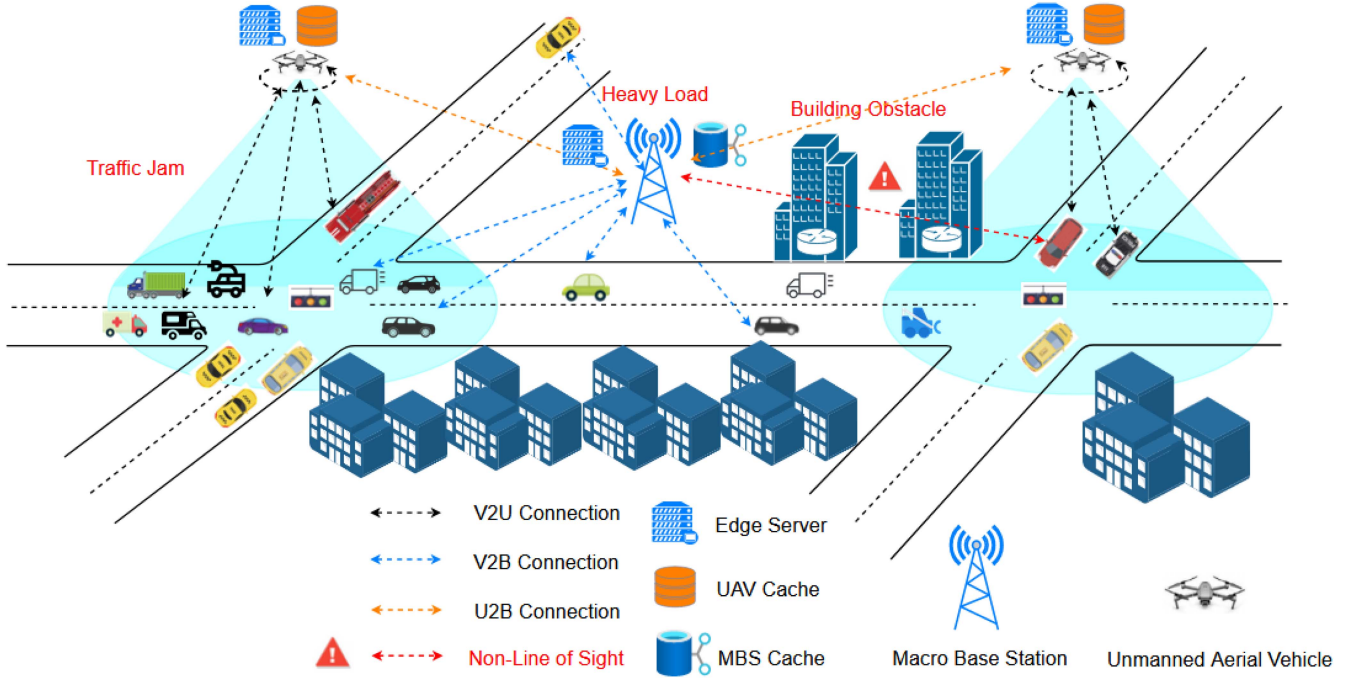 Heavy Load
Building Obstacle
Traffic Jam
V2U Connection
Edge Server
V2B Connection
UAV Cache
U2B Connection
Non-Line of Sight
MBS Cache
Macro Base Station
Unmanned Aerial Vehicle